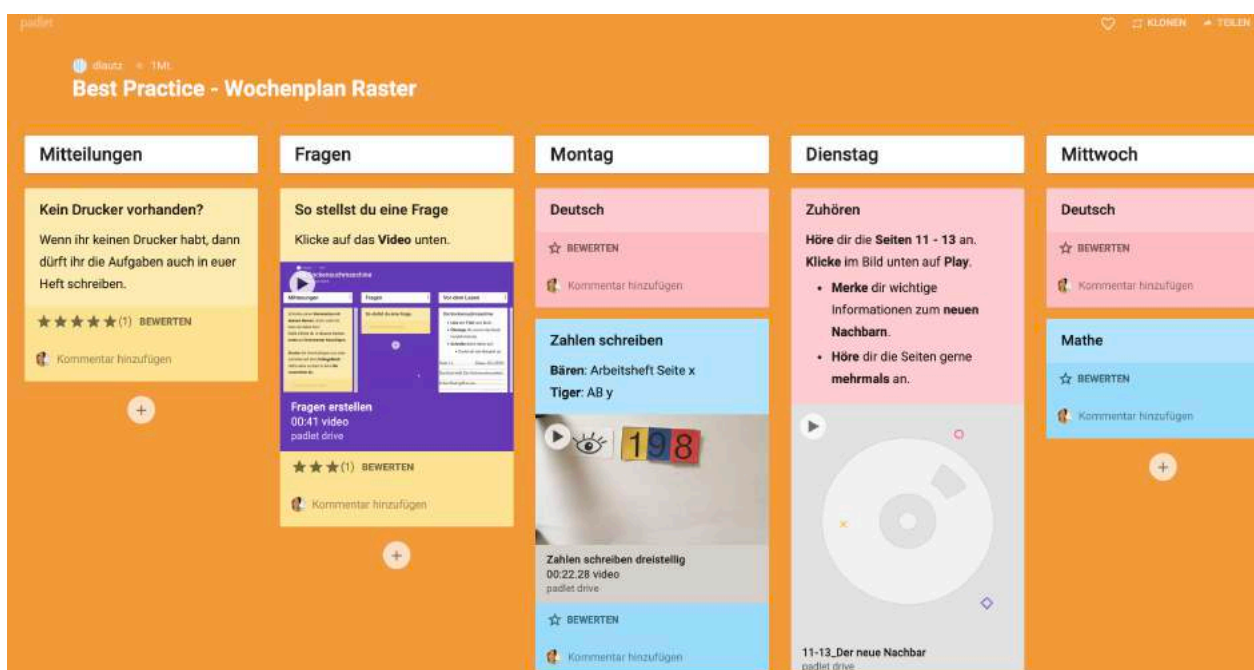 padlet
KLONEN
TEILEN
dlautz
1Mt.
Best Practice - Wochenplan Raster
Mitteilungen
Kein Drucker vorhanden?
Wenn ihr keinen Drucker habt, dann
dürft ihr die Aufgaben auch in euer
Heft schreiben.
(1) BEWERTEN
Kommentar hinzufügen
Fragen
So stellst du eine Frage
Klicke auf das Video unten.
Mitteilungen
Fragen
Vor dem Lesen
So stellst du eine Frage
Fragen erstellen
00:41 video
padlet drive
(1) BEWERTEN
Kommentar hinzufügen
Montag
Deutsch
BEWERTEN
Kommentar hinzufügen
Zahlen schreiben
Bären: Arbeitsheft Seite x
Tiger: AB y
198
Zahlen schreiben dreistellig
00:22.28 video
padlet drive
BEWERTEN
Kommentar hinzufügen
Dienstag
Zuhören
Höre dir die Seiten 11 - 13 an.
Klicke im Bild unten auf Play.
• Merke dir wichtige
Informationen zum neuen
Nachbarn.
• Höre dir die Seiten gerne
mehrmals an.
11-13_Der neue Nachbar
padlet drive
Mittwoch
Deutsch
BEWERTEN
Kommentar hinzufügen
Mathe
BEWERTEN
Kommentar hinzufügen